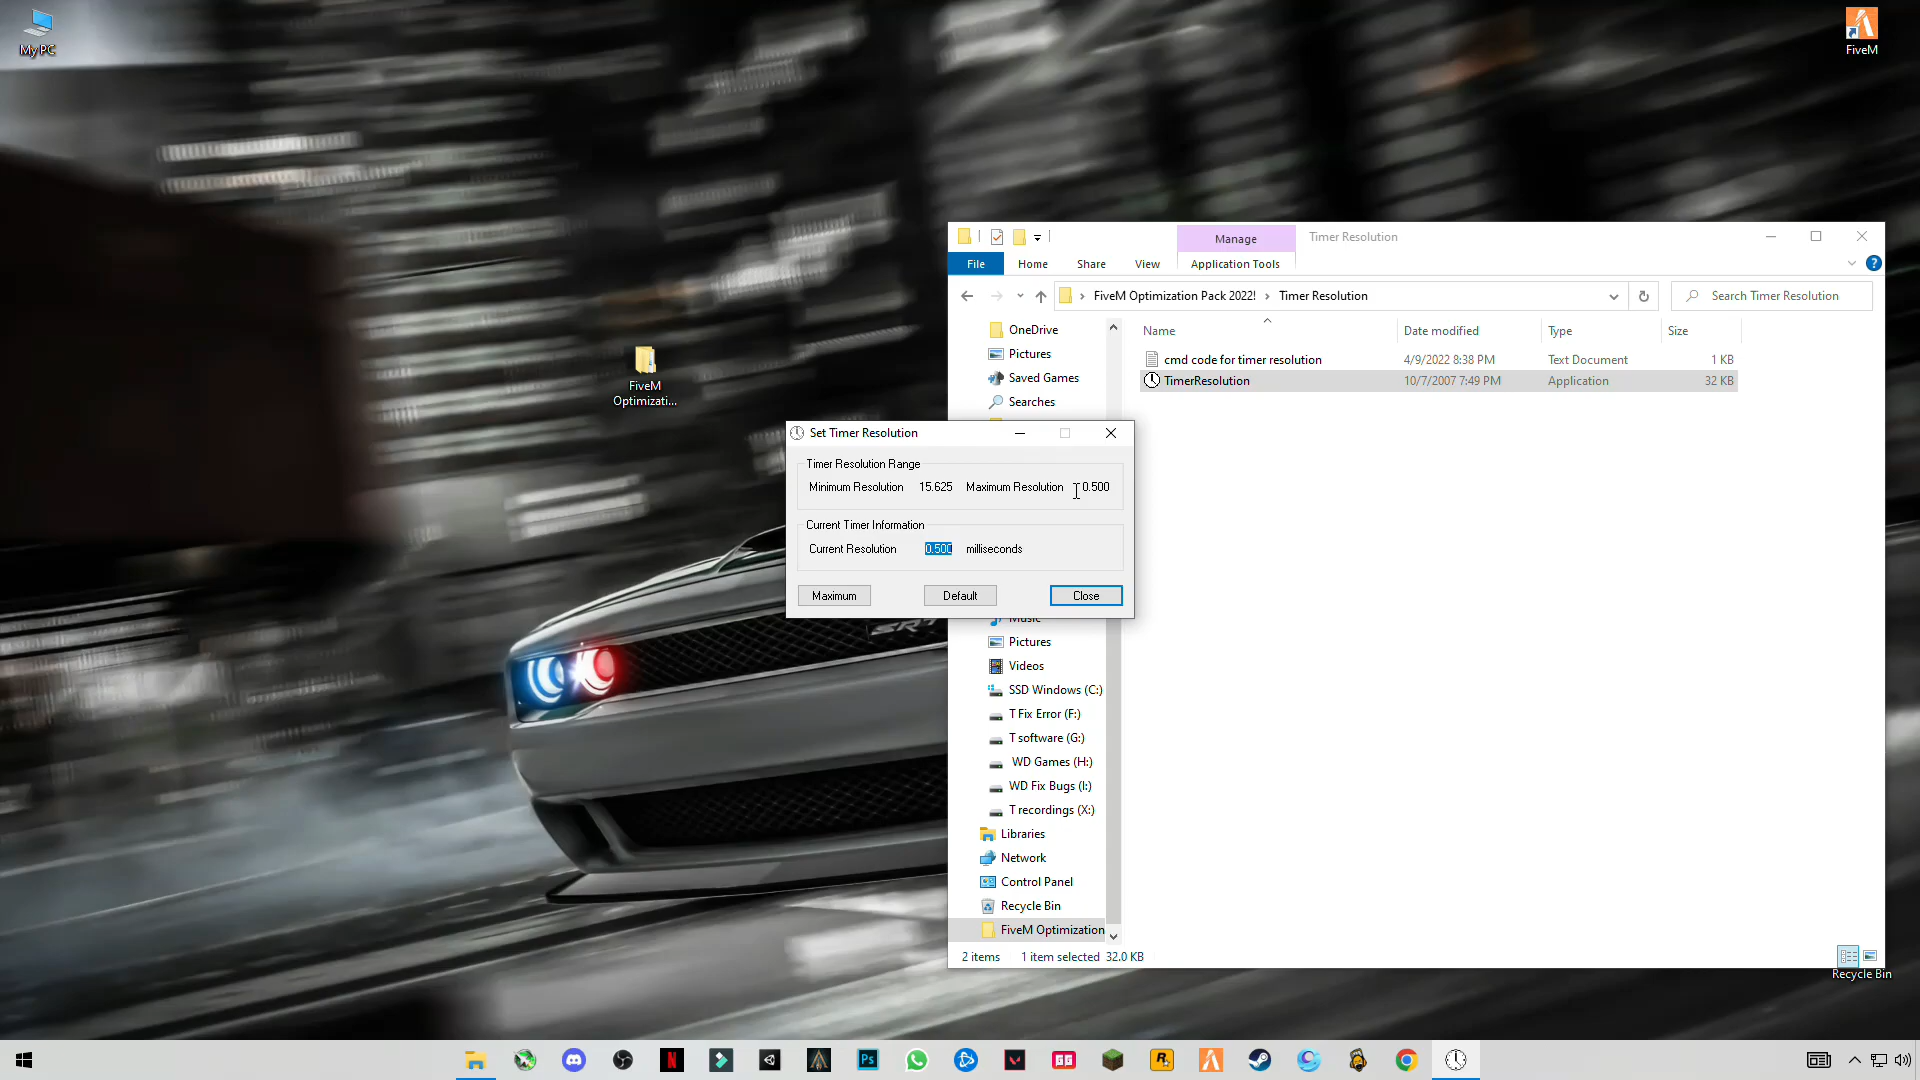 My PC
FiveM
FiveM
Optimizati...
Manage
Timer Resolution
File
Home
Share
View
Application Tools
FiveM Optimization Pack 2022!
Timer Resolution
Search Timer Resolution
Name
Date modified
Type
Size
cmd code for timer resolution
4/9/2022 8:38 PM
Text Document
1 KB
TimerResolution
10/7/2007 7:49 PM
Application
32 KB
OneDrive
Pictures
Saved Games
Searches
Set Timer Resolution
Timer Resolution Range
Minimum Resolution 15.625 Maximum Resolution 0.500
Current Timer Information
Current Resolution 0.500 milliseconds
Maximum
Default
Close
Music
Pictures
Videos
SSD Windows (C:)
T Fix Error (F:)
T software (G:)
WD Games (H:)
WD Fix Bugs (I:)
T recordings (X:)
Libraries
Network
Control Panel
Recycle Bin
FiveM Optimization
2 items
1 item selected 32.0 KB
Recycle Bin
SRT
Ps